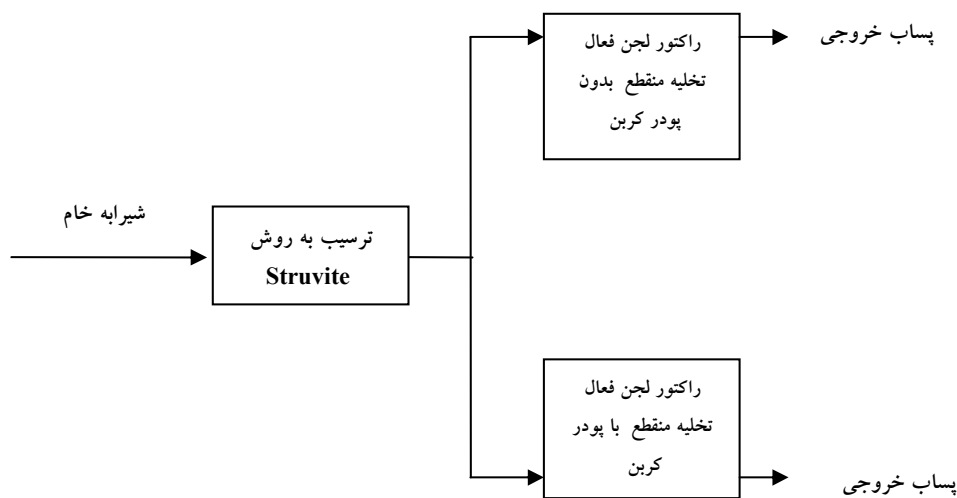 راکتور لجن فعال
تخلیه منقطع بدون
پودر کربن
پساب خروجی
شیرابه خام
ترسیب به روش
Struvite
راکتور لجن فعال
تخلیه منقطع با پودر
کربن
پساب خروجی